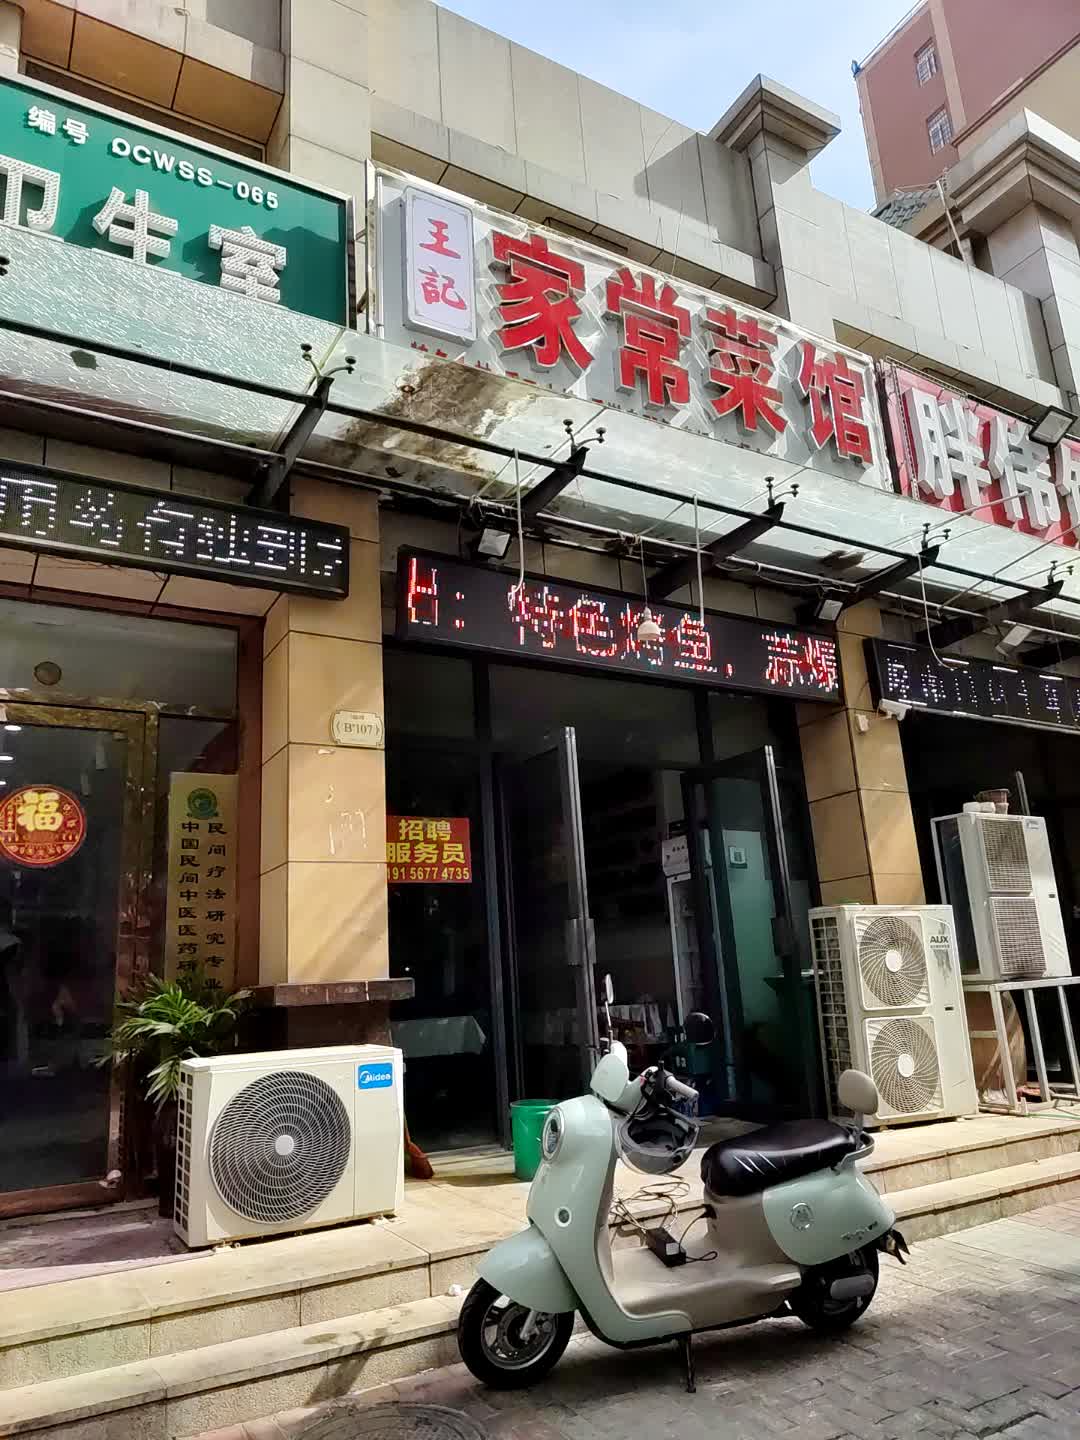 编号 QCWSS-065
卫生室
王記
家常菜馆
胖伟
：特色烤鱼，蒜爆
B'107
福
招聘
服务员
191 5677 4735
民间疗法研究专业
中国民间中医医药研
Midea
AUX